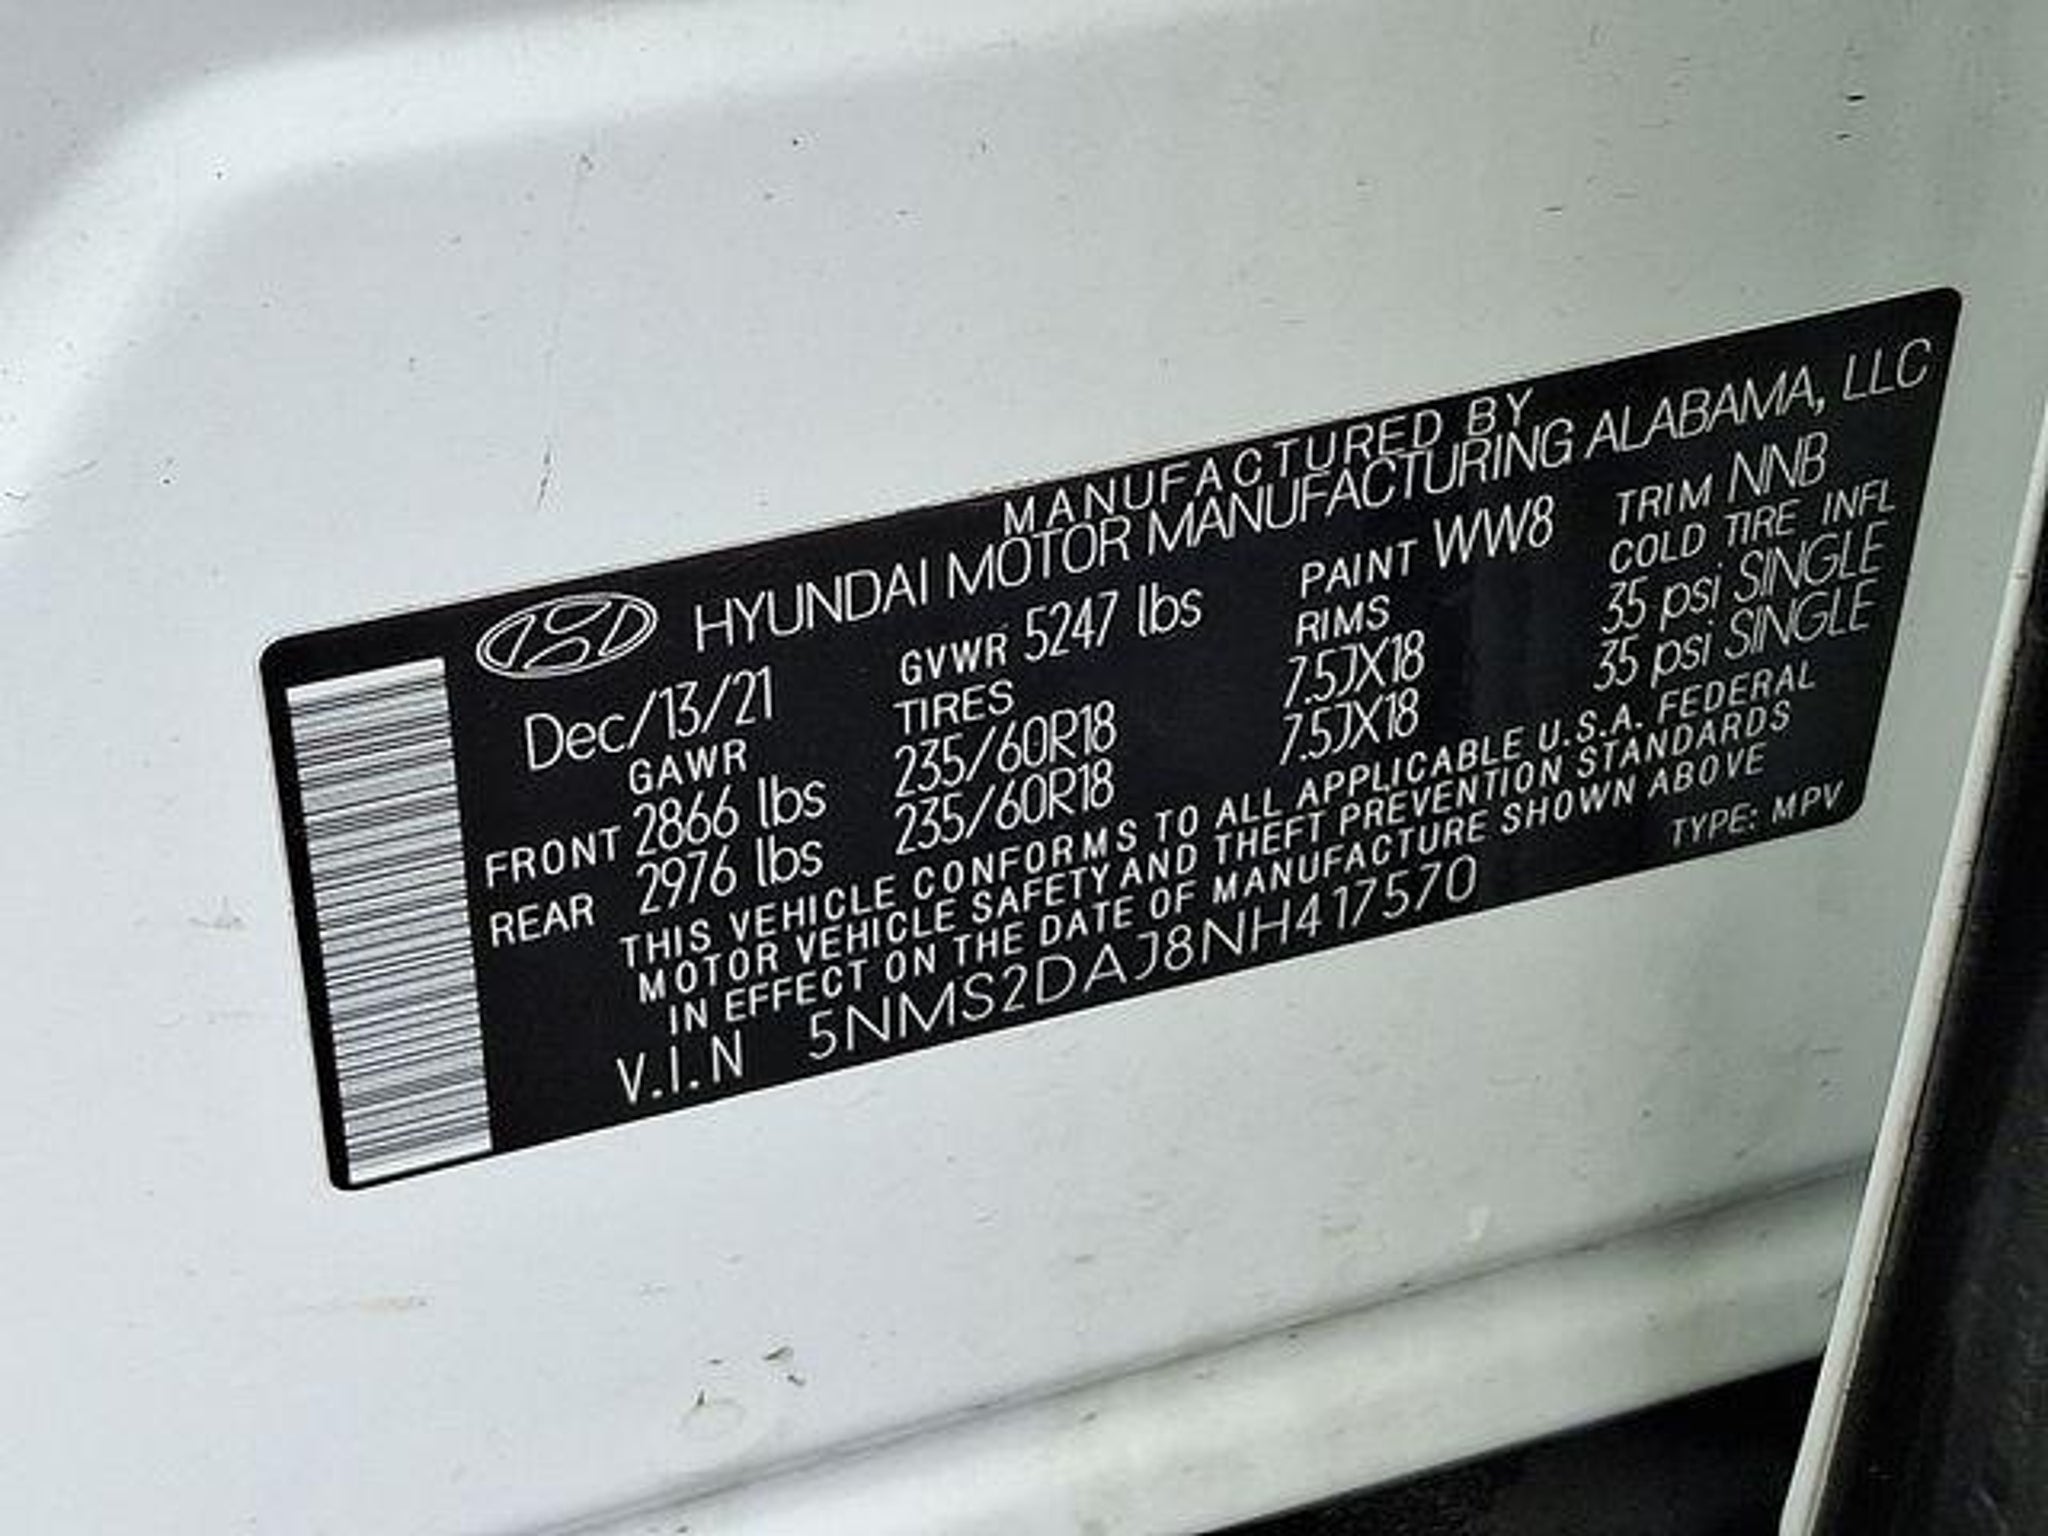 MANUFACTURED BY
HYUNDAI MOTOR MANUFACTURING ALABAMA, LLC
Dec/13/21 GVWR 5247 lbs PAINT WW8 TRIM NNB
GAWR TIRES RIMS COLD TIRE INFL
FRONT 2866 lbs 235/60R18 7.5JX18 35 psi SINGLE
REAR 2976 lbs 235/60R18 7.5JX18 35 psi SINGLE
THIS VEHICLE CONFORMS TO ALL APPLICABLE U.S.A. FEDERAL
MOTOR VEHICLE SAFETY AND THEFT PREVENTION STANDARDS
IN EFFECT ON THE DATE OF MANUFACTURE SHOWN ABOVE
V.I.N 5NMS2DAJ8NH417570 TYPE: MPV